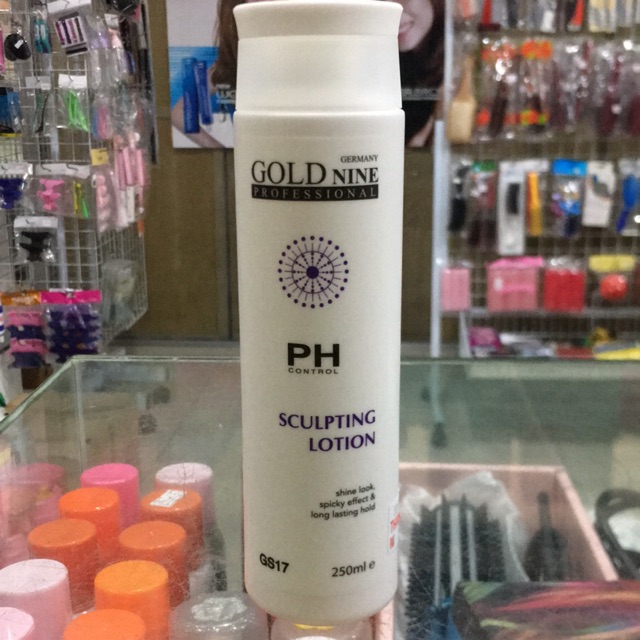 GERMANY
GOLD NINE
PROFESSIONAL
PH
CONTROL
SCULPTING
LOTION
shine look,
spicky effect &
long lasting hold
GS17
250ml e